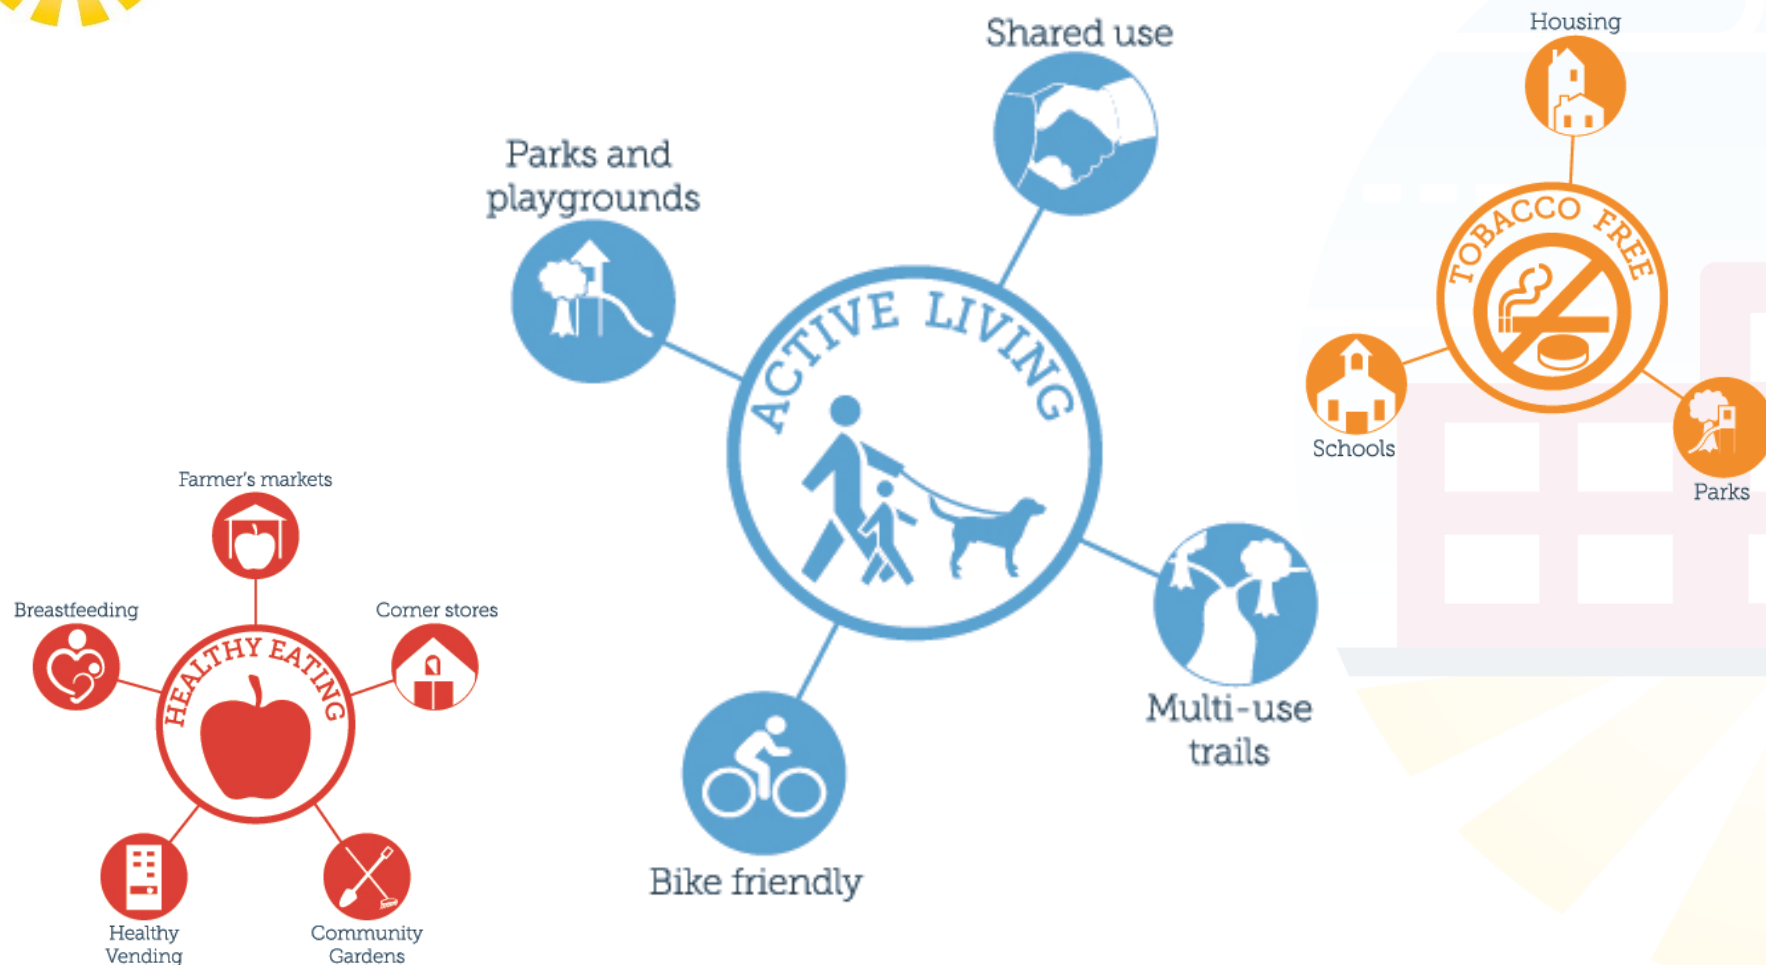 Shared use
Parks and
playgrounds
ACTIVE LIVING
Multi-use
trails
Bike friendly
Housing
TOBACCO FREE
Schools
Parks
Farmer's markets
Breastfeeding
Corner stores
HEALTHY EATING
Healthy
Vending
Community
Gardens